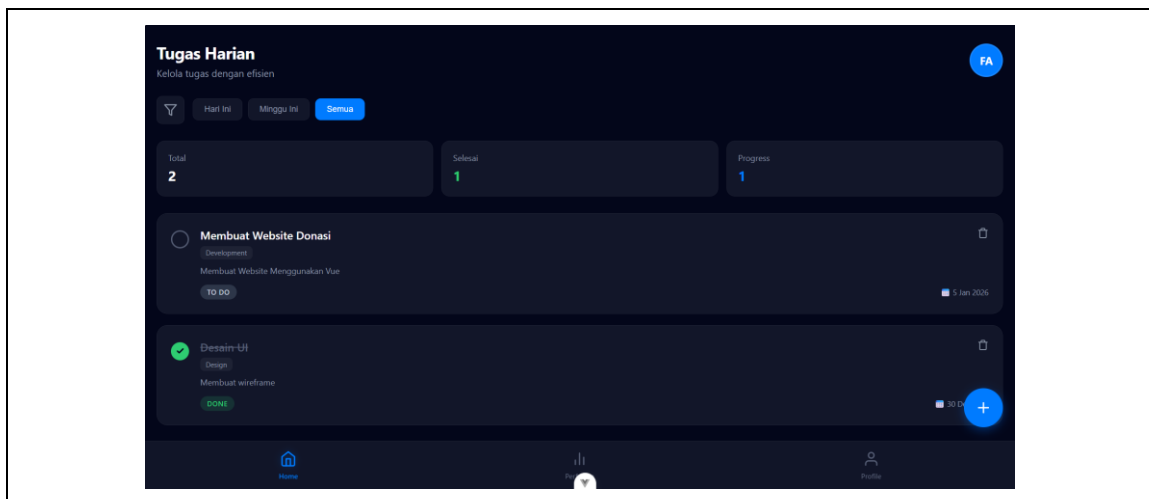 Tugas Harian
FA
Kelola tugas dengan efisien
Hari Ini Minggu Ini Semua
Total Selesai Progress
2 1 1
Membuat Website Donasi
Development
Membuat Website Menggunakan Vue
TO DO 5 Jan 2026
Desain UI
Design
Membuat wireframe
DONE 30
+
Home Profile